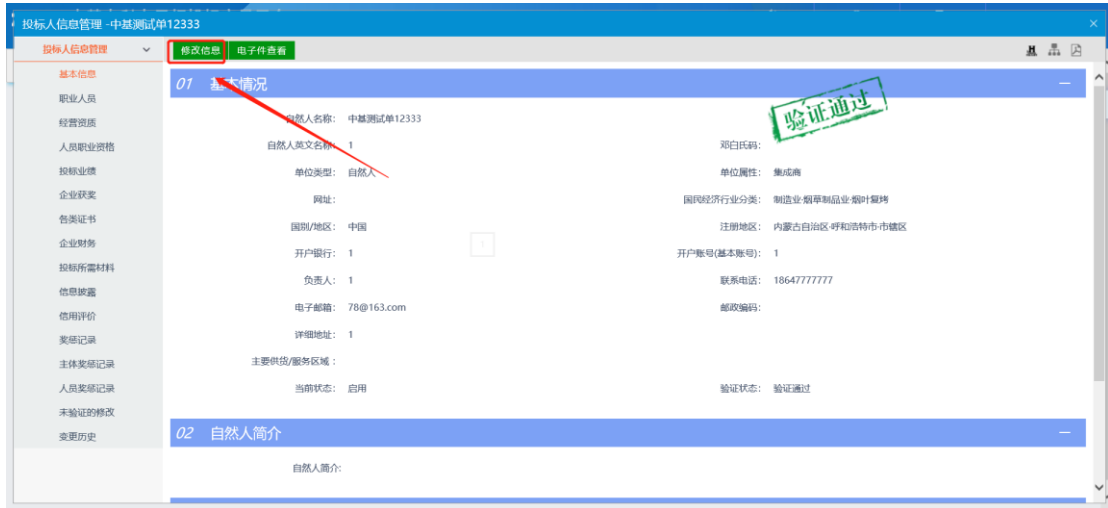 投标人信息管理 -中基测试单12333
投标人信息管理
修改信息 电子件查看
基本信息
职业人员
经营资质
人员职业资格
投标业绩
企业获奖
各类证书
企业财务
投标所需材料
信息披露
信用评价
奖惩记录
主体奖惩记录
人员奖惩记录
未验证的修改
变更历史
01 基本情况
验证通过
自然人名称: 中基测试单12333
自然人英文名称: 1 邓白氏码:
单位类型: 自然人 单位属性: 集成商
网址: 国民经济行业分类: 制造业·烟草制品业·烟叶复烤
国别/地区: 中国 注册地区: 内蒙古自治区·呼和浩特市·市辖区
开户银行: 1 开户账号(基本账号): 1
负责人: 1 联系电话: 18647777777
电子邮箱: 78@163.com 邮政编码:
详细地址: 1
主要供货/服务区域:
当前状态: 启用 验证状态: 验证通过
02 自然人简介
自然人简介: